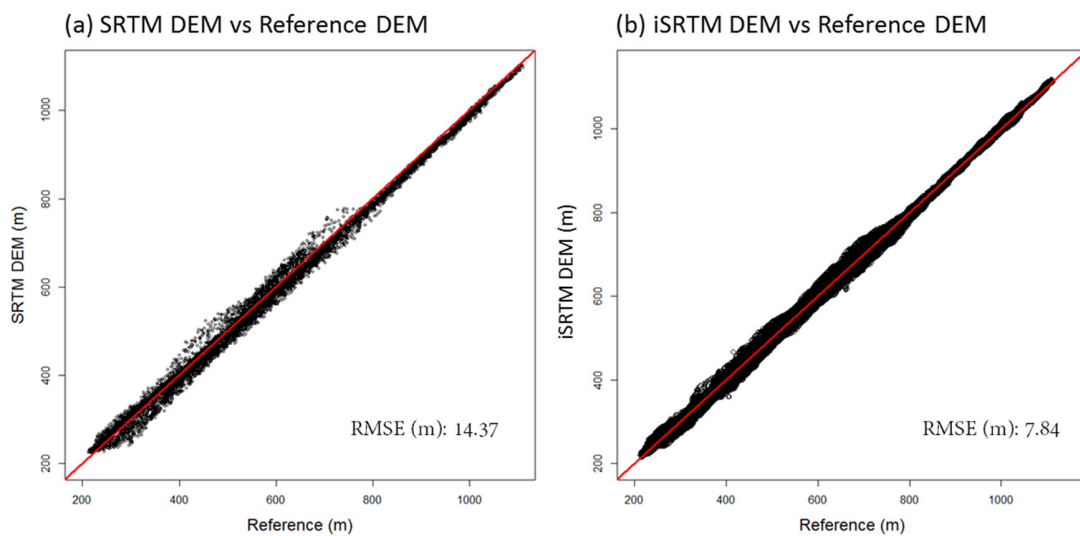 (a) SRTM DEM vs Reference DEM
SRTM DEM (m)
1000
800
600
400
200
RMSE (m): 14.37
200 400 600 800 1000
Reference (m)
(b) iSRTM DEM vs Reference DEM
iSRTM DEM (m)
1000
800
600
400
200
RMSE (m): 7.84
200 400 600 800 1000
Reference (m)